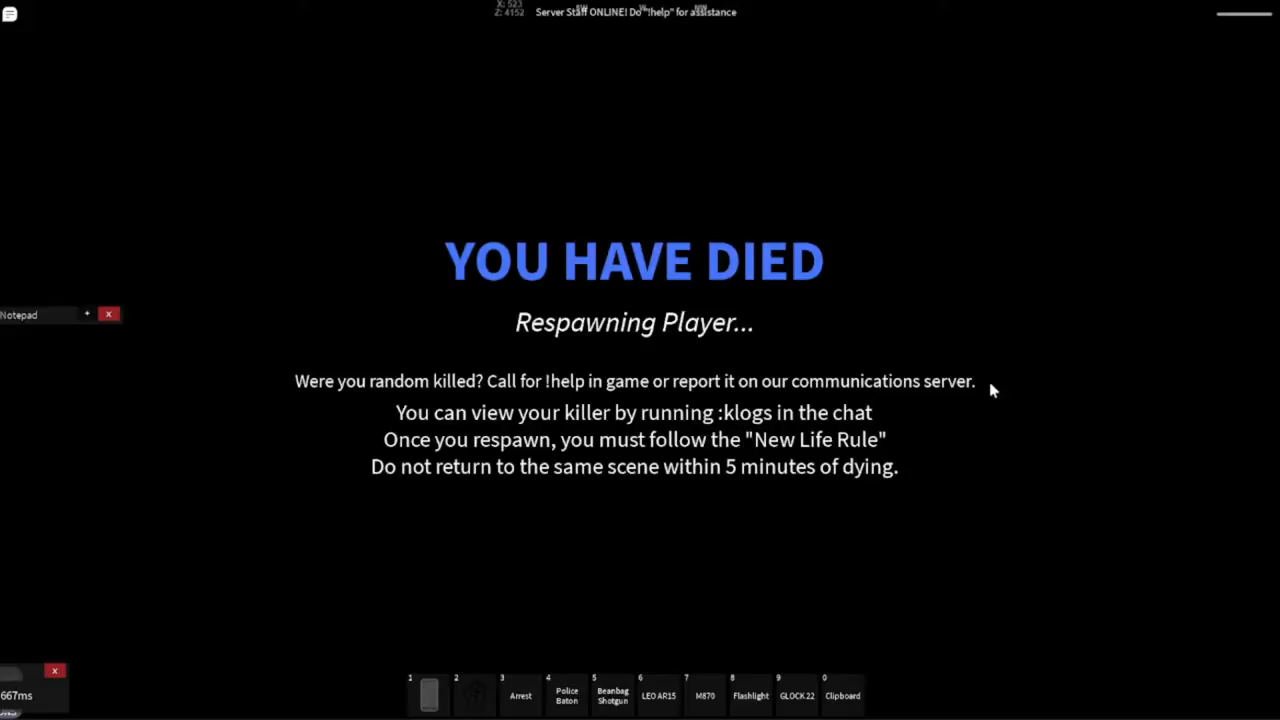 X: 523
Z: 4152
Server Staff ONLINE! Do "!help" for assistance
YOU HAVE DIED
Notepad
+
x
Respawning Player...
Were you random killed? Call for !help in game or report it on our communications server.
You can view your killer by running :klogs in the chat
Once you respawn, you must follow the "New Life Rule"
Do not return to the same scene within 5 minutes of dying.
x
667ms
1
2
3 Arrest
4 Police Baton
5 Beanbag Shotgun
6 LEO AR15
7 M870
8 Flashlight
9 GLOCK 22
0 Clipboard